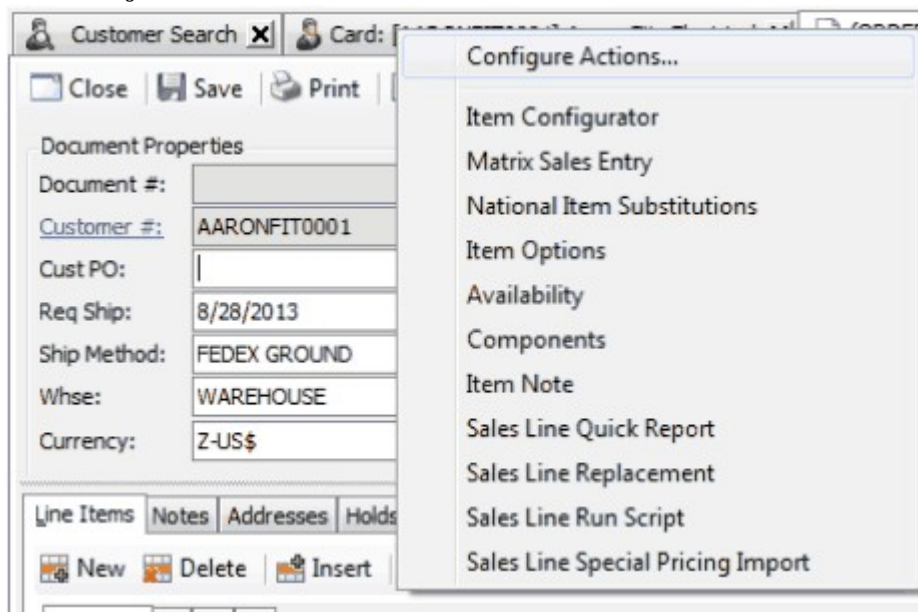 Customer Search
Card:
Configure Actions...
Close Save Print
Item Configurator
Document Properties
Matrix Sales Entry
Document #:
National Item Substitutions
Customer #: AARONFIT0001
Item Options
Cust PO:
Availability
Req Ship: 8/28/2013
Components
Ship Method: FEDEX GROUND
Item Note
Whse: WAREHOUSE
Sales Line Quick Report
Currency: Z-US$
Sales Line Replacement
Line Items Notes Addresses Holds
Sales Line Run Script
New Delete Insert
Sales Line Special Pricing Import